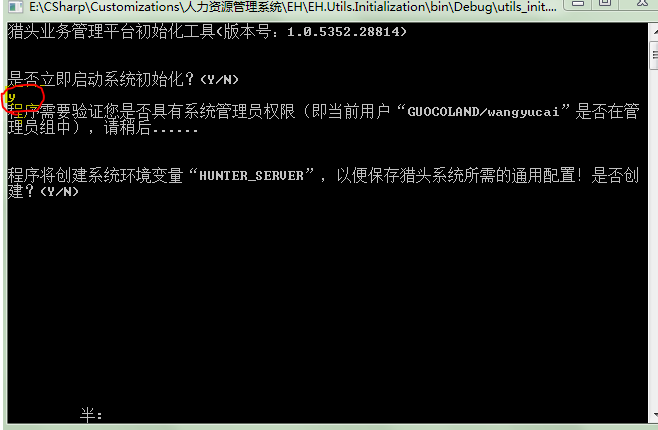 E:\CSharp\Customizations\人力资源管理系统\EH\EH.Utils.Initialization\bin\Debug\utils_init....
猎头业务管理平台初始化工具(版本号：1.0.5352.28814)
是否立即启动系统初始化？(Y/N)
y
程序需要验证您是否具有系统管理员权限（即当前用户“GUOCOLAND/wangyucai”是否在管
理员组中），请稍后......
程序将创建系统环境变量“HUNTER_SERVER”，以便保存猎头系统所需的通用配置！是否创
建？(Y/N)
半：